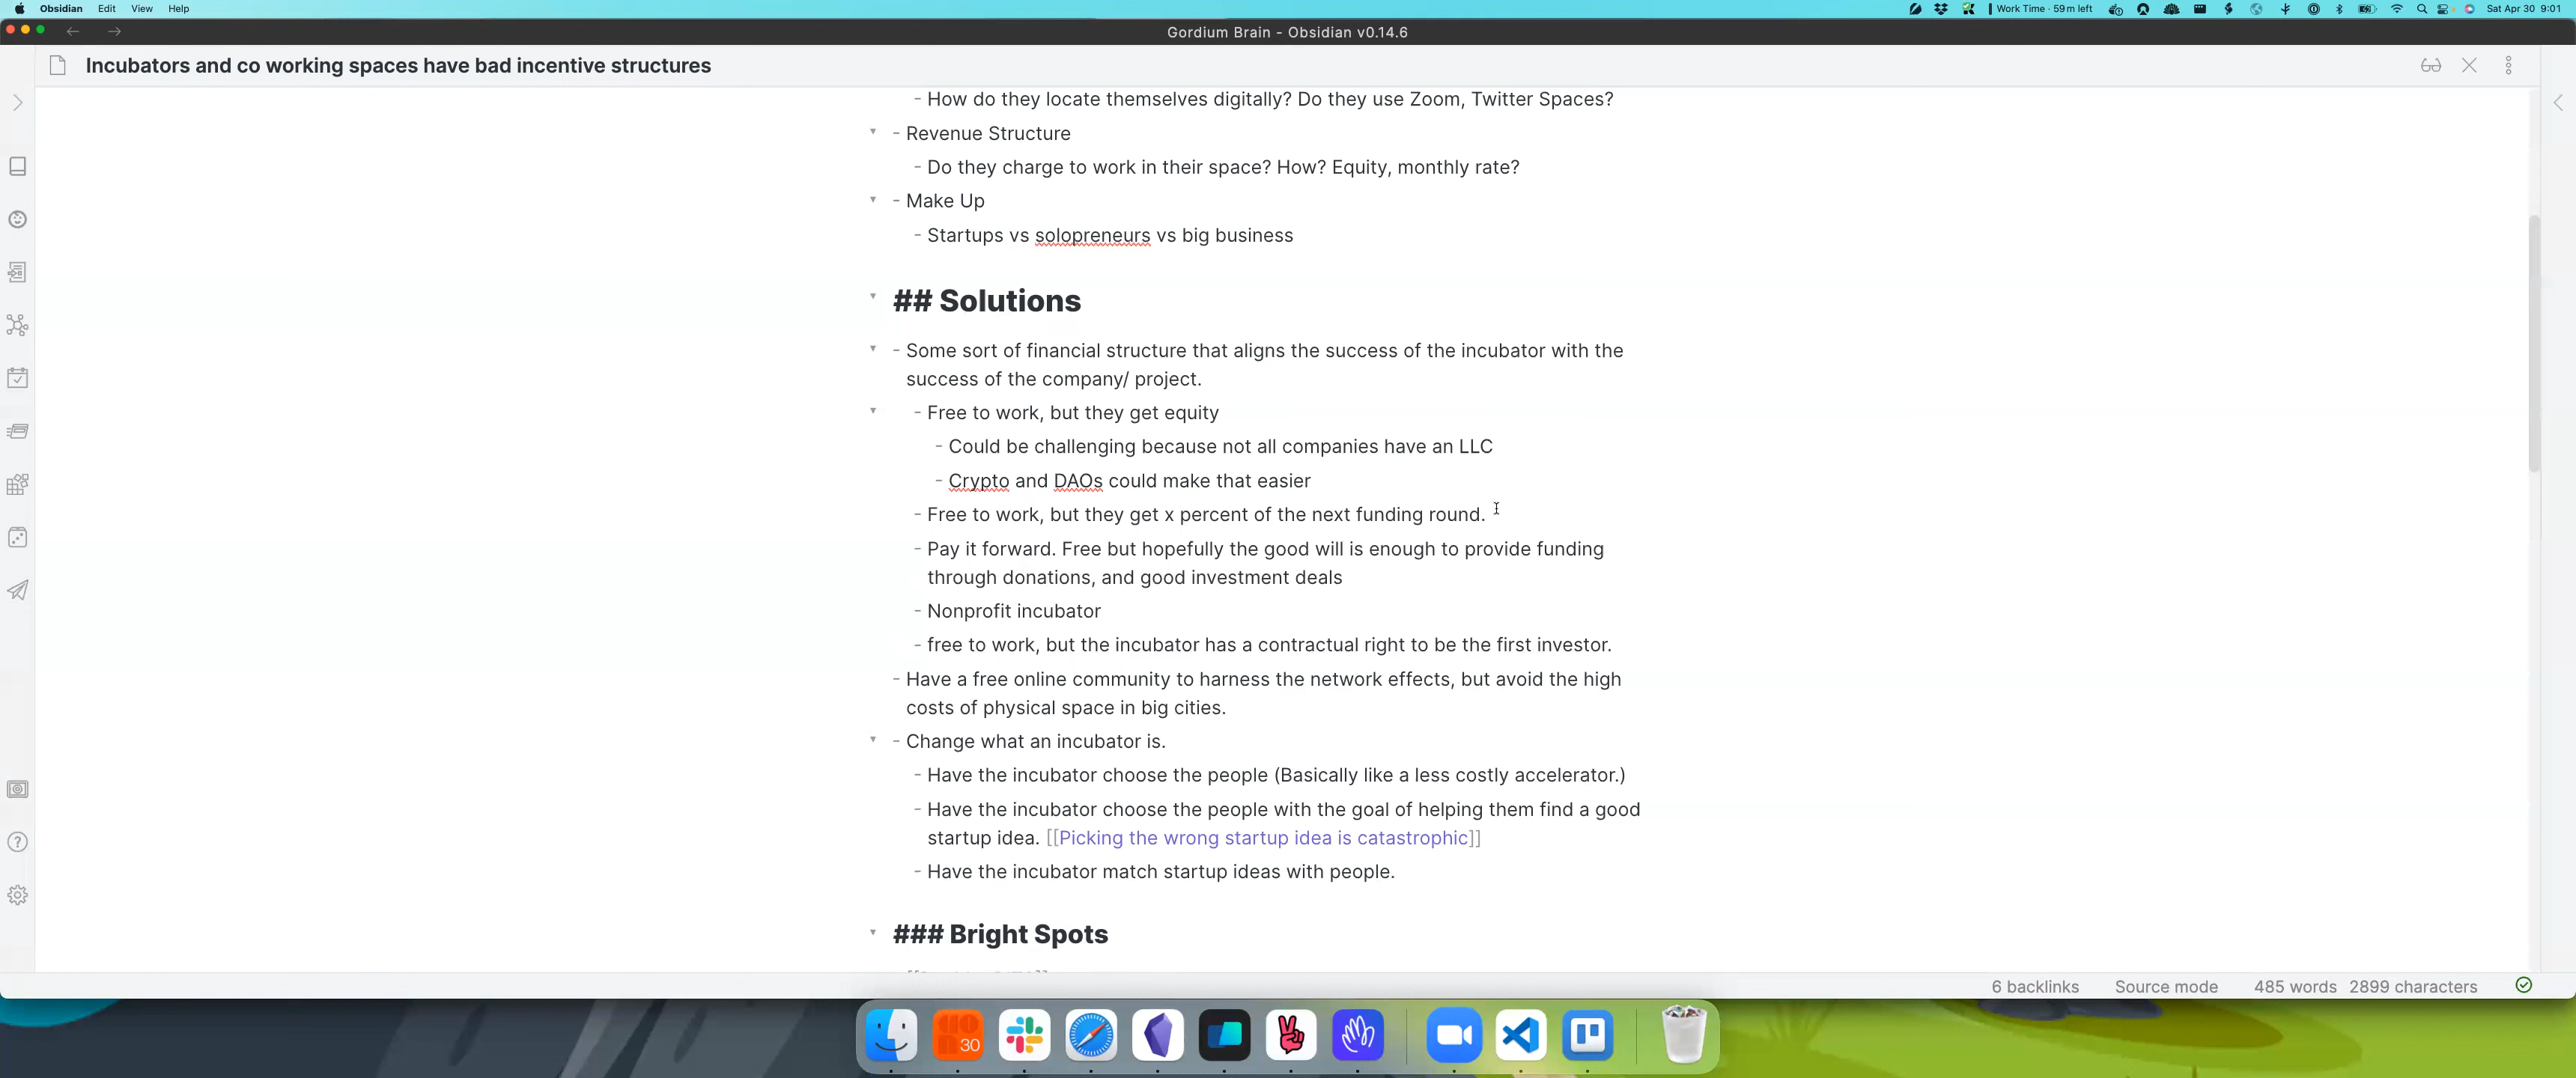 Obsidian Edit View Help
Work Time · 59m left
Sat Apr 30 9:01
Gordium Brain - Obsidian v0.14.6
Incubators and co working spaces have bad incentive structures
- How do they locate themselves digitally? Do they use Zoom, Twitter Spaces?
- Revenue Structure
- Do they charge to work in their space? How? Equity, monthly rate?
- Make Up
- Startups vs solopreneurs vs big business
## Solutions
- Some sort of financial structure that aligns the success of the incubator with the
success of the company/ project.
- Free to work, but they get equity
- Could be challenging because not all companies have an LLC
- Crypto and DAOs could make that easier
- Free to work, but they get x percent of the next funding round.
- Pay it forward. Free but hopefully the good will is enough to provide funding
through donations, and good investment deals
- Nonprofit incubator
- free to work, but the incubator has a contractual right to be the first investor.
- Have a free online community to harness the network effects, but avoid the high
costs of physical space in big cities.
- Change what an incubator is.
- Have the incubator choose the people (Basically like a less costly accelerator.)
- Have the incubator choose the people with the goal of helping them find a good
startup idea. [[Picking the wrong startup idea is catastrophic]]
- Have the incubator match startup ideas with people.
### Bright Spots
6 backlinks Source mode 485 words 2899 characters
30